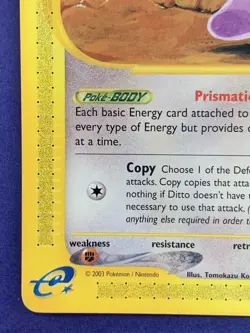 Poké-BODY Prismatic
Each basic Energy card attached to
every type of Energy but provides
at a time.
Copy Choose 1 of the Defe
attacks. Copy copies that atta
nothing if Ditto doesn't have t
necessary to use that attack. (
anything else required in order t
weakness resistance retr
e
© 2003 Pokémon / Nintendo Illus. Tomokazu Ko